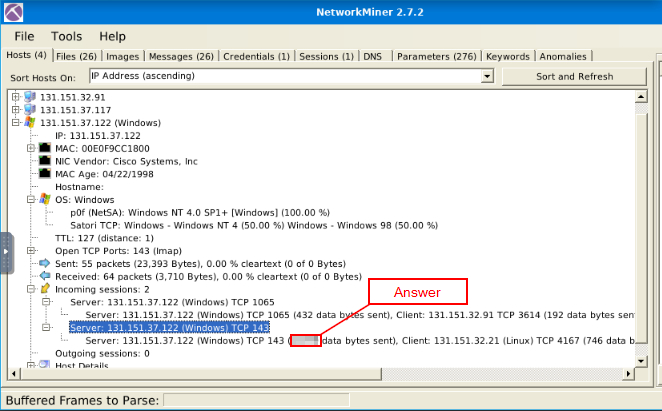 NetworkMiner 2.7.2
File Tools Help
Hosts (4) Files (26) Images Messages (26) Credentials (1) Sessions (1) DNS Parameters (276) Keywords Anomalies
Sort Hosts On: IP Address (ascending) Sort and Refresh
131.151.32.91
131.151.37.117
131.151.37.122 (Windows)
IP: 131.151.37.122
MAC: 00E0F9CC1800
NIC Vendor: Cisco Systems, Inc
MAC Age: 04/22/1998
Hostname:
OS: Windows
p0f (NetSA): Windows NT 4.0 SP1+ [Windows] (100.00 %)
Satori TCP: Windows - Windows NT 4 (50.00 %) Windows - Windows 98 (50.00 %)
TTL: 127 (distance: 1)
Open TCP Ports: 143 (Imap)
Sent: 55 packets (23,393 Bytes), 0.00 % cleartext (0 of 0 Bytes)
Received: 64 packets (3,710 Bytes), 0.00 % cleartext (0 of 0 Bytes)
Incoming sessions: 2
Answer
Server: 131.151.37.122 (Windows) TCP 1065
Server: 131.151.37.122 (Windows) TCP 1065 (432 data bytes sent), Client: 131.151.32.91 TCP 3614 (192 data bytes sent
Server: 131.151.37.122 (Windows) TCP 143
Server: 131.151.37.122 (Windows) TCP 143 ( data bytes sent), Client: 131.151.32.21 (Linux) TCP 4167 (746 data b
Outgoing sessions: 0
Host Details
Buffered Frames to Parse: